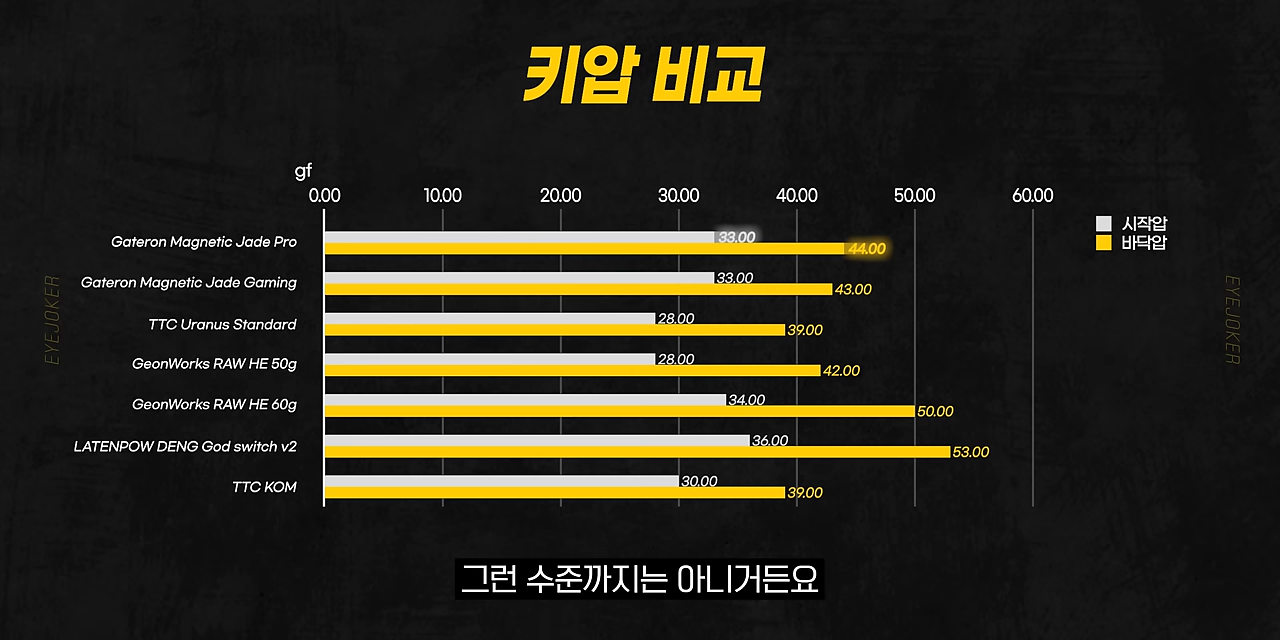 키압 비교
gf
0.00 10.00 20.00 30.00 40.00 50.00 60.00
시작압
바닥압
Gateron Magnetic Jade Pro 33.00 44.00
Gateron Magnetic Jade Gaming 33.00 43.00
TTC Uranus Standard 28.00 39.00
GeonWorks RAW HE 50g 28.00 42.00
GeonWorks RAW HE 60g 34.00 50.00
LATENPOW DENG God switch v2 36.00 53.00
TTC KOM 30.00 39.00
EYEJOKER
EYEJOKER
그런 수준까지는 아니거든요